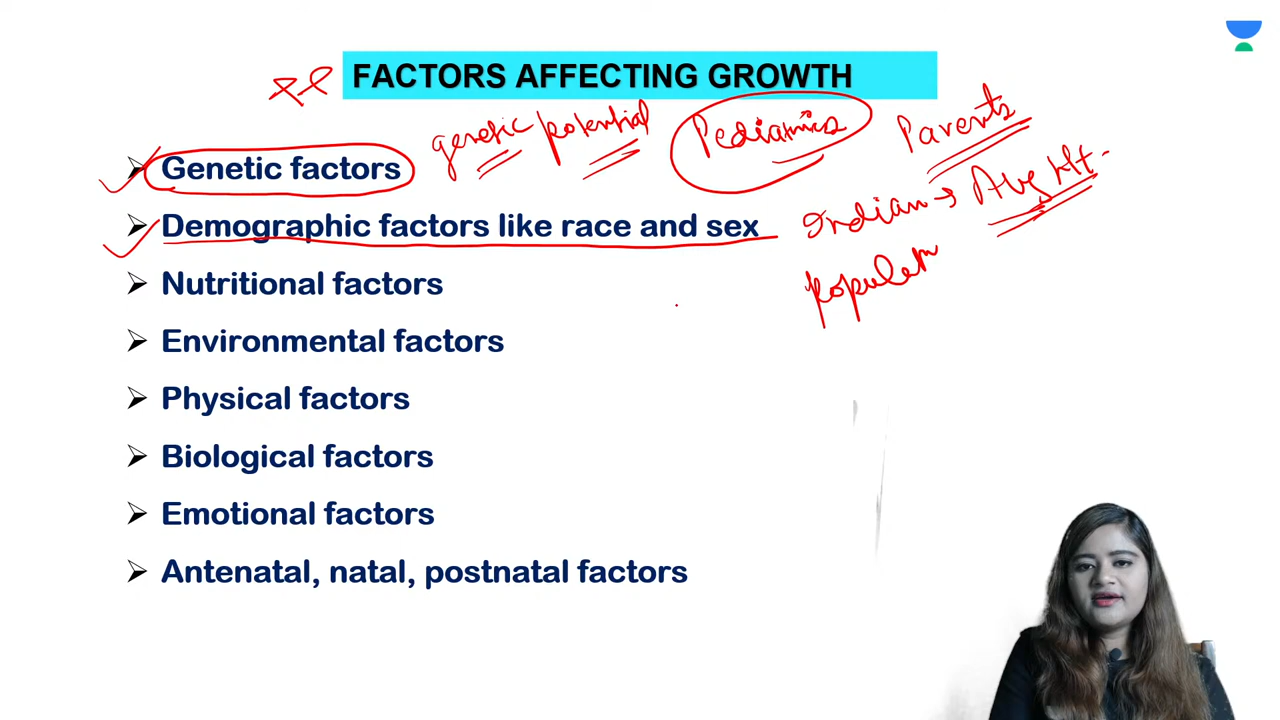 FACTORS AFFECTING GROWTH
genetic potential
Pediatrics
Parents
Genetic factors
Indian → Avg Ht.
Demographic factors like race and sex
Nutritional factors
Environmental factors
Physical factors
Biological factors
Emotional factors
Antenatal, natal, postnatal factors